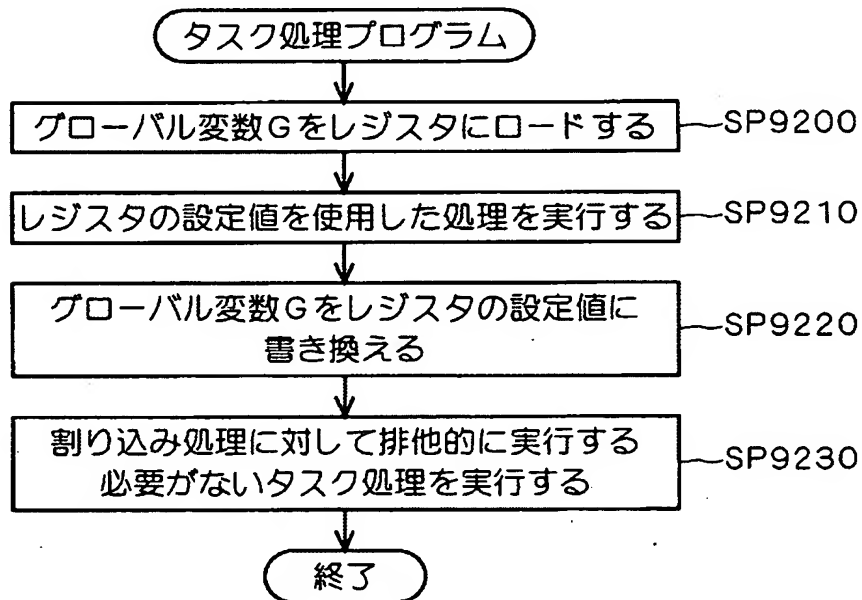 タスク処理プログラム
グローバル変数Gをレジスタにロードする
SP9200
レジスタの設定値を使用した処理を実行する
SP9210
グローバル変数Gをレジスタの設定値に
書き換える
SP9220
割り込み処理に対して排他的に実行する
必要がないタスク処理を実行する
SP9230
終了